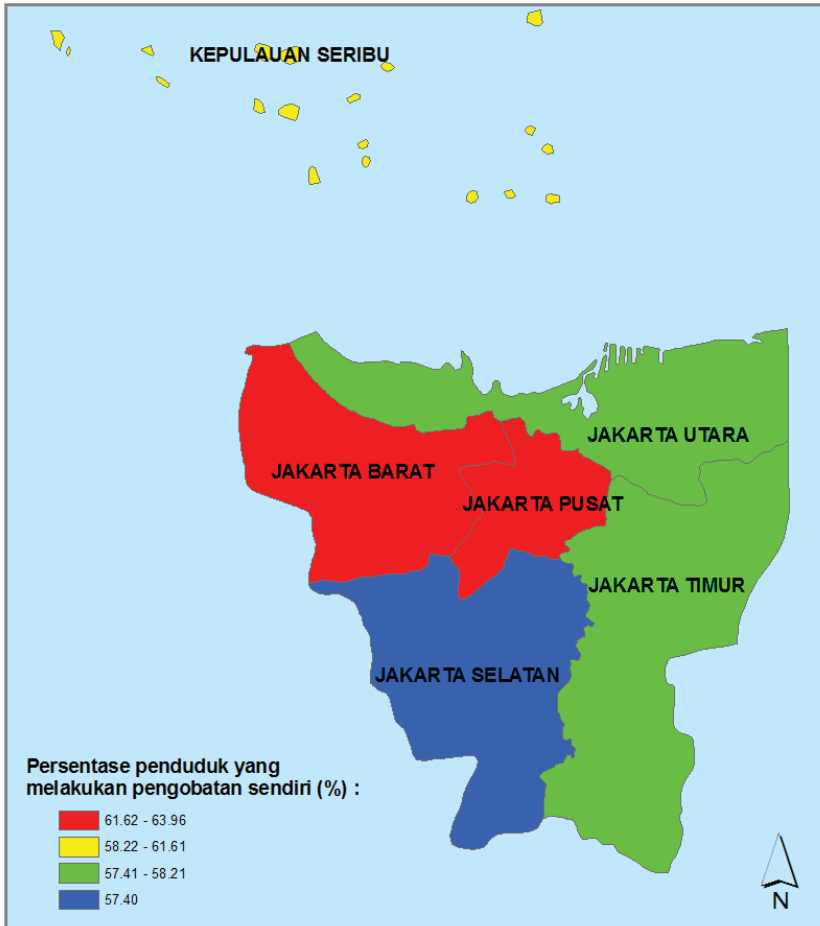 KEPULAUAN SERIBU
JAKARTA UTARA
JAKARTA BARAT
JAKARTA PUSAT
JAKARTA TIMUR
JAKARTA SELATAN
Persentase penduduk yang
melakukan pengobatan sendiri (%) :
61.62 - 63.96
58.22 - 61.61
57.41 - 58.21
57.40
N